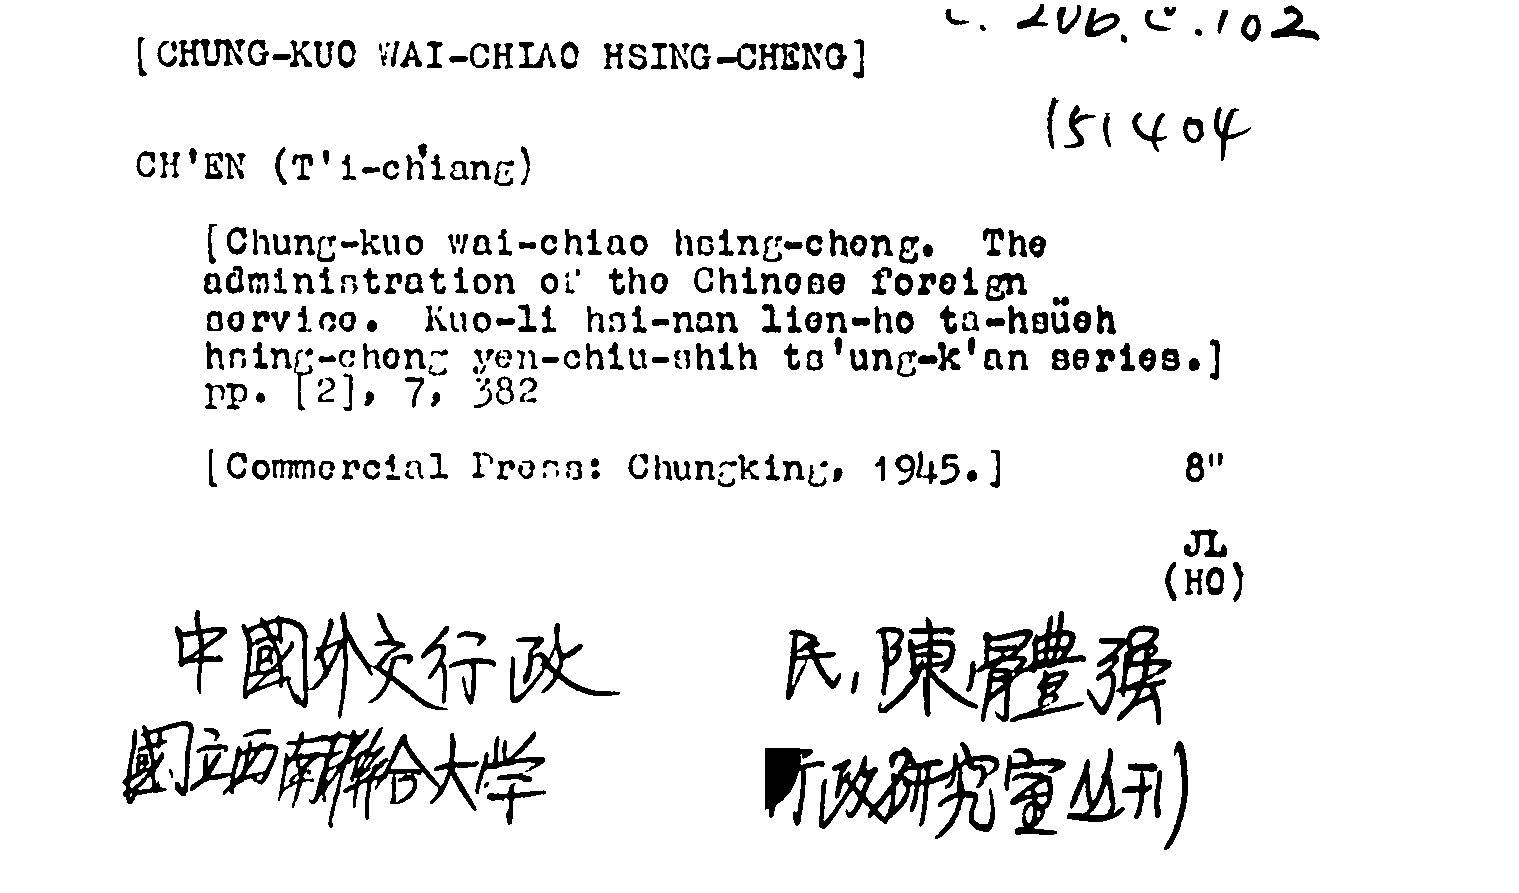 C. 206. C. 102
[CHUNG-KUO WAI-CHIAO HSING-CHENG]
151404
CH'EN (T'i-ch'iang)
[Chung-kuo wai-chiao hsing-cheng. The
administration of the Chinese foreign
service. Kuo-li hsi-nan lien-ho ta-hsüeh
hsing-cheng yen-chiu-shih ts'ung-k'an series.]
pp. [2], 7, 382
[Commercial Press: Chungking, 1945.] 8"
JL
(HO)
中國外交行政 民, 陳體强
國立西南聯合大学 行政研究室丛刊)